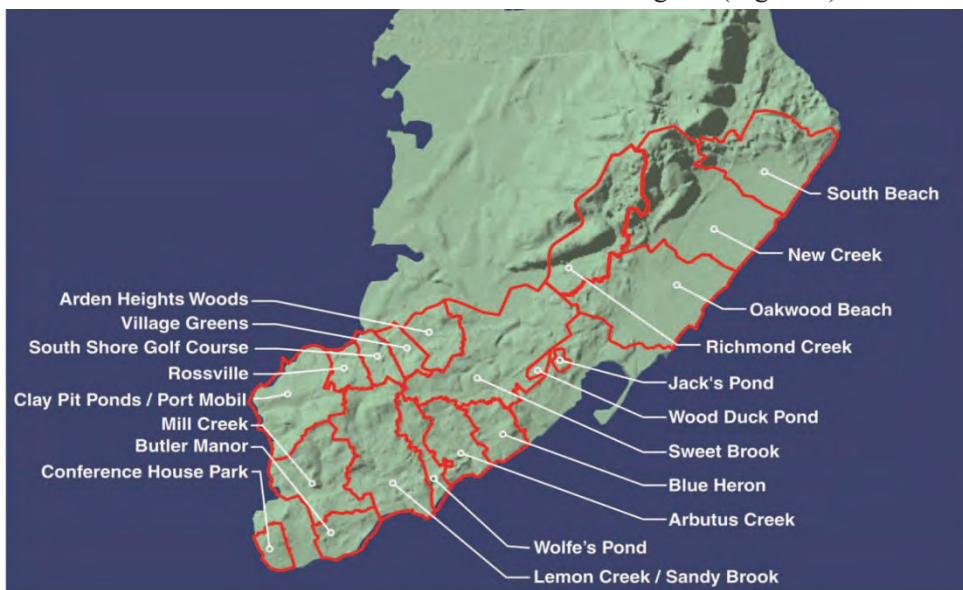 South Beach
New Creek
Oakwood Beach
Richmond Creek
Jack's Pond
Wood Duck Pond
Sweet Brook
Blue Heron
Arbutus Creek
Wolfe's Pond
Lemon Creek / Sandy Brook
Arden Heights Woods
Village Greens
South Shore Golf Course
Rossville
Clay Pit Ponds / Port Mobil
Mill Creek
Butler Manor
Conference House Park